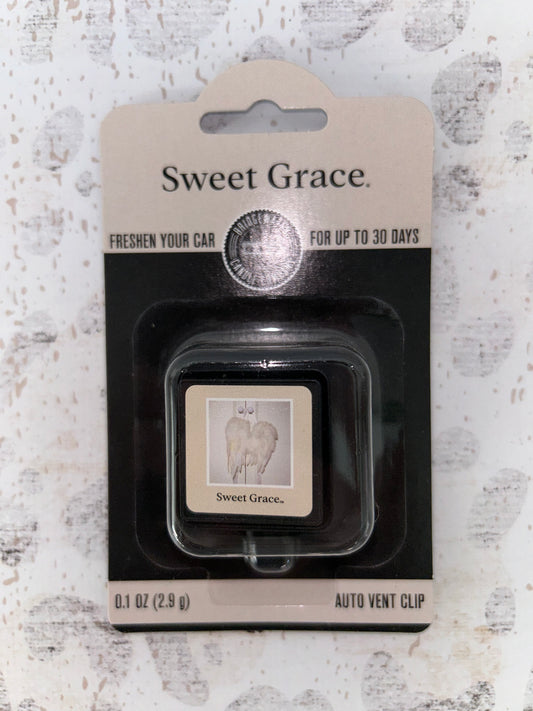 Sweet Grace®
FRESHEN YOUR CAR
FOR UP TO 30 DAYS
Sweet Grace™
0.1 OZ (2.9 g)
AUTO VENT CLIP